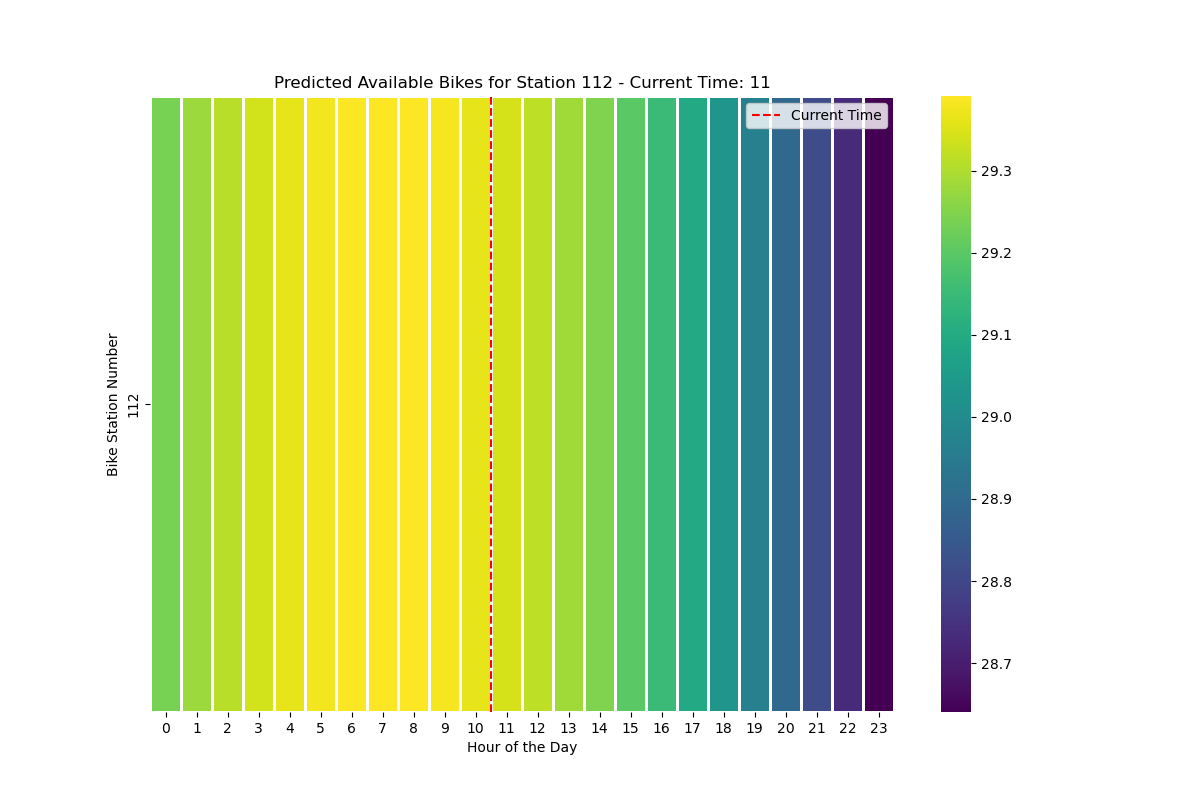 Predicted Available Bikes for Station 112 - Current Time: 11
Current Time
Bike Station Number
112
0 1 2 3 4 5 6 7 8 9 10 11 12 13 14 15 16 17 18 19 20 21 22 23
Hour of the Day
29.3
29.2
29.1
29.0
28.9
28.8
28.7